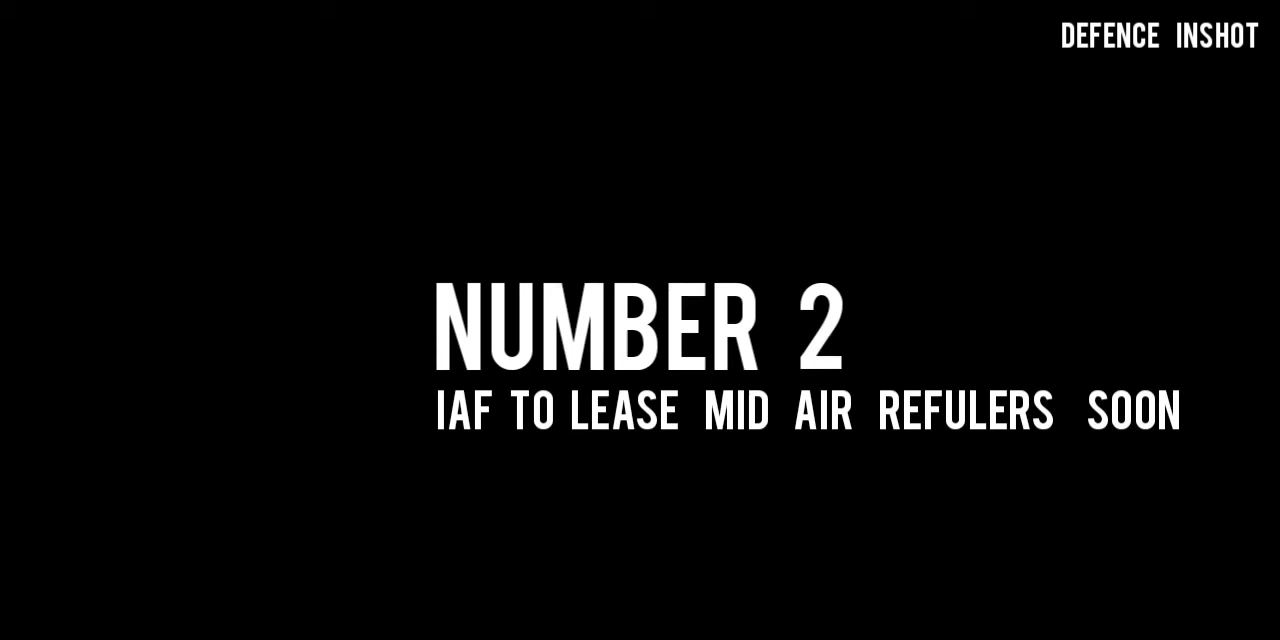 DEFENCE INSHOT
NUMBER 2
IAF TO LEASE MID AIR REFULERS SOON